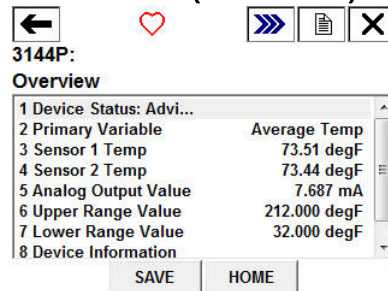 3144P:
Overview
1 Device Status: Advi...
2 Primary Variable Average Temp
3 Sensor 1 Temp 73.51 degF
4 Sensor 2 Temp 73.44 degF
5 Analog Output Value 7.687 mA
6 Upper Range Value 212.000 degF
7 Lower Range Value 32.000 degF
8 Device Information
SAVE HOME